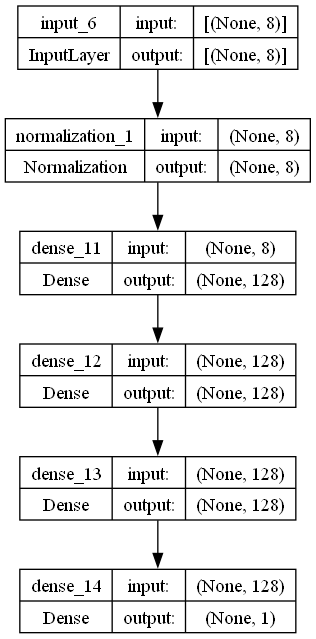 input_6 input: [(None, 8)]
InputLayer output: [(None, 8)]
normalization_1 input: (None, 8)
Normalization output: (None, 8)
dense_11 input: (None, 8)
Dense output: (None, 128)
dense_12 input: (None, 128)
Dense output: (None, 128)
dense_13 input: (None, 128)
Dense output: (None, 128)
dense_14 input: (None, 128)
Dense output: (None, 1)